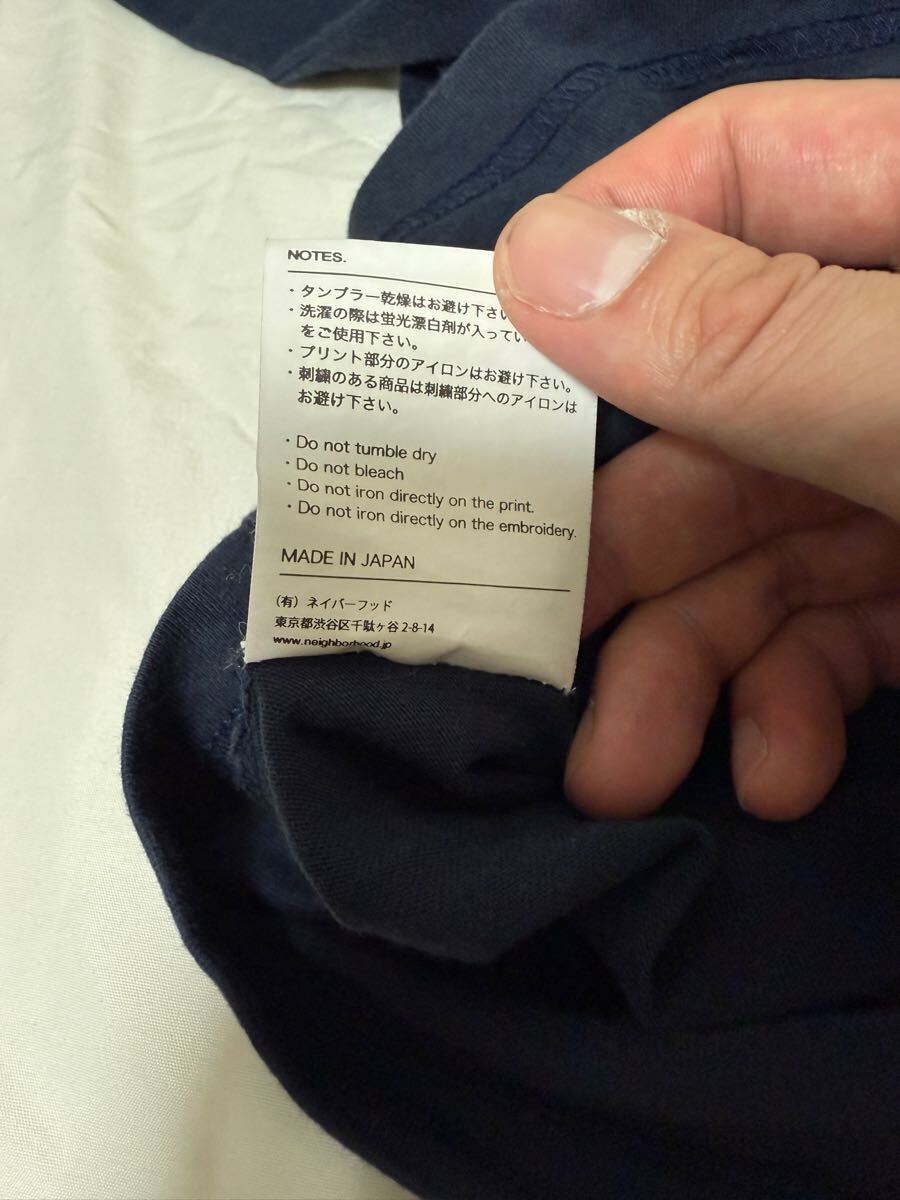 NOTES.
・タンブラー乾燥はお避け下さい
・洗濯の際は蛍光漂白剤が入ってい
をご使用下さい。
・プリント部分のアイロンはお避け下さい。
・刺繍のある商品は刺繍部分へのアイロンは
お避け下さい。
・Do not tumble dry
・Do not bleach
・Do not iron directly on the print.
・Do not iron directly on the embroidery.
MADE IN JAPAN
（有）ネイバーフッド
東京都渋谷区千駄ヶ谷 2-8-14
www.neighborhood.jp